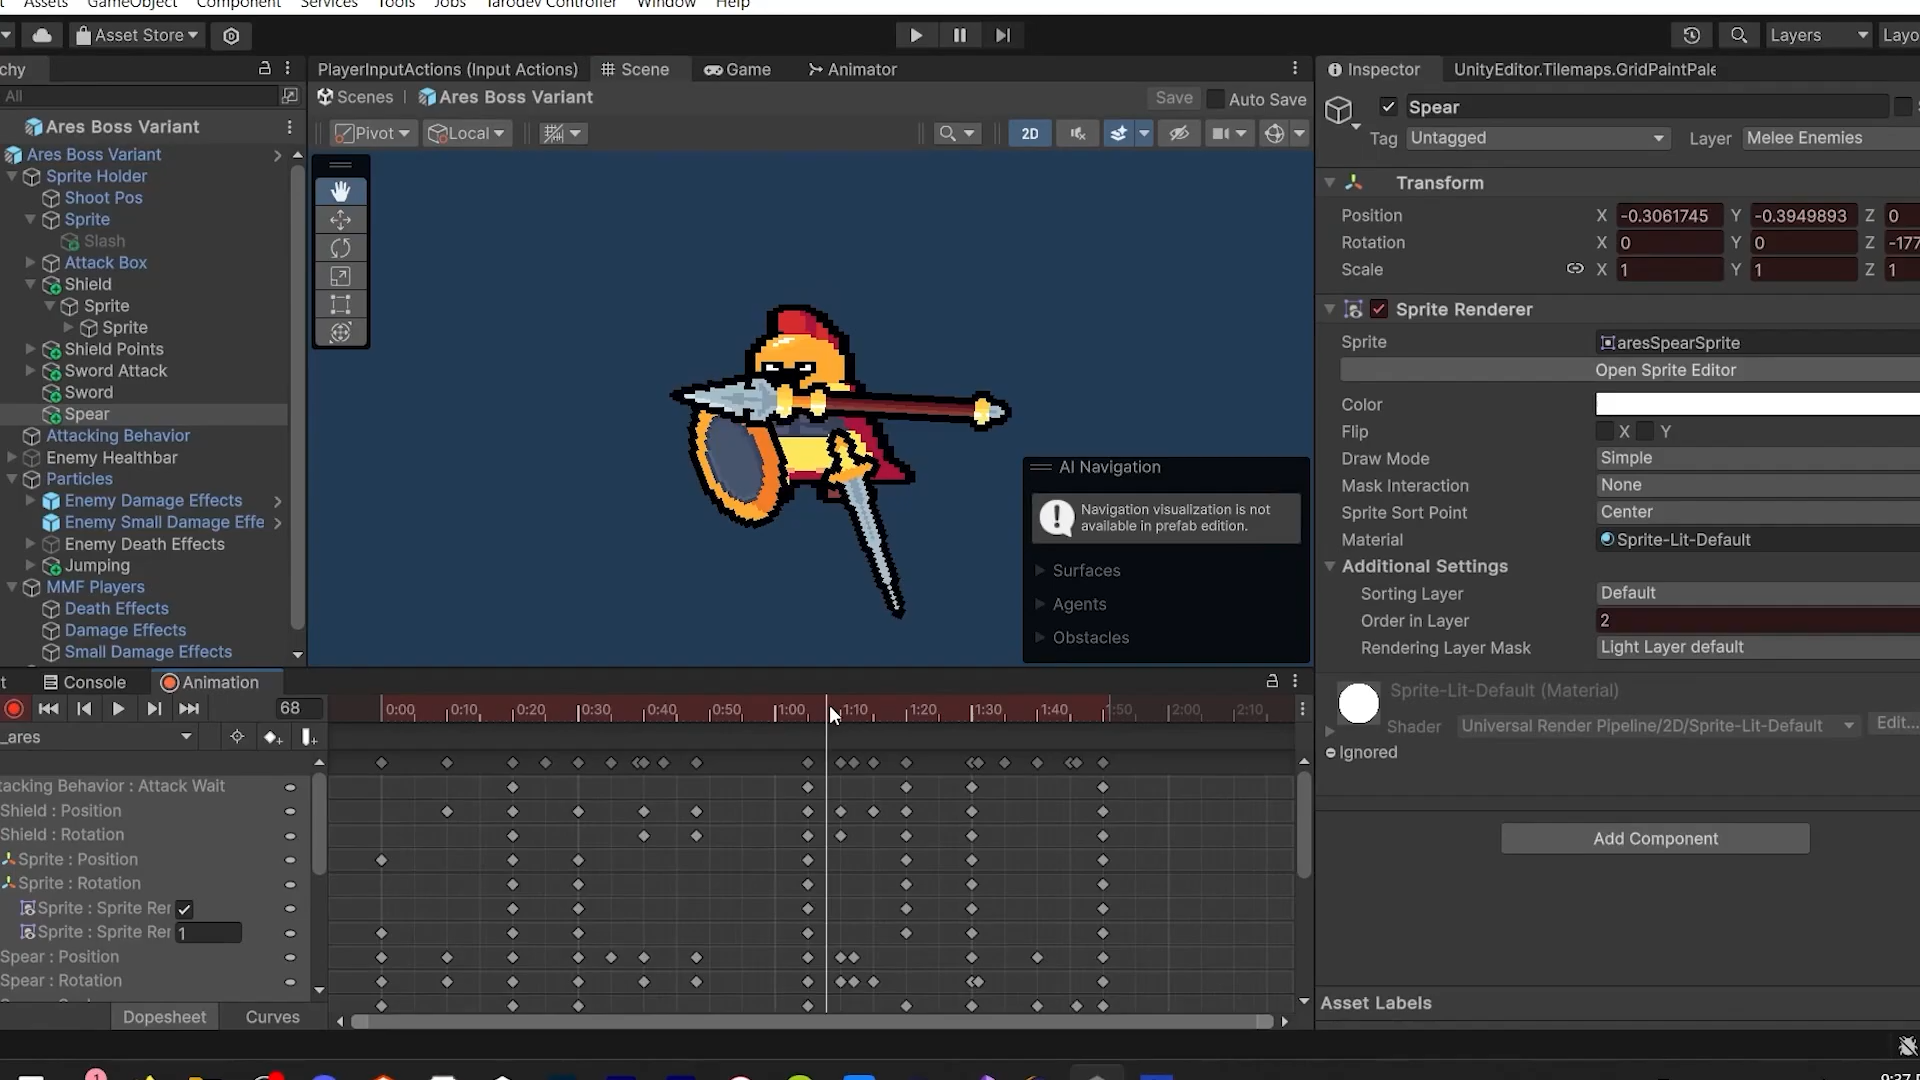 Assets GameObject Component Services Tools Jobs Tarodev Controller Window Help
Asset Store
Layers
Layo
chy
PlayerInputActions (Input Actions)
Scene
Game
Animator
Inspector
UnityEditor.Tilemaps.GridPaintPale
All
Scenes
Ares Boss Variant
Save
Auto Save
Spear
Ares Boss Variant
Pivot
Local
2D
Tag
Untagged
Layer
Melee Enemies
Ares Boss Variant
Sprite Holder
Shoot Pos
Sprite
Slash
Attack Box
Shield
Sprite
Sprite
Shield Points
Sword Attack
Sword
Spear
Attacking Behavior
Enemy Healthbar
Particles
Enemy Damage Effects
Enemy Small Damage Effe
Enemy Death Effects
Jumping
MMF Players
Death Effects
Damage Effects
Small Damage Effects
AI Navigation
Navigation visualization is not
available in prefab edition.
Surfaces
Agents
Obstacles
Transform
Position X -0.3061745 Y -0.3949893 Z 0
Rotation X 0 Y 0 Z -177
Scale X 1 Y 1 Z 1
Sprite Renderer
Sprite aresSpearSprite
Open Sprite Editor
Color
Flip X Y
Draw Mode Simple
Mask Interaction None
Sprite Sort Point Center
Material Sprite-Lit-Default
Additional Settings
Sorting Layer Default
Order in Layer 2
Rendering Layer Mask Light Layer default
Sprite-Lit-Default (Material)
Shader Universal Render Pipeline/2D/Sprite-Lit-Default Edit...
Ignored
Add Component
Asset Labels
t
Console
Animation
68
0:00 0:10 0:20 0:30 0:40 0:50 1:00 1:10 1:20 1:30 1:40 1:50 2:00 2:10
_ares
tacking Behavior : Attack Wait
Shield : Position
Shield : Rotation
Sprite : Position
Sprite : Rotation
Sprite : Sprite Rer
Sprite : Sprite Rer 1
Spear : Position
Spear : Rotation
Dopesheet
Curves
1